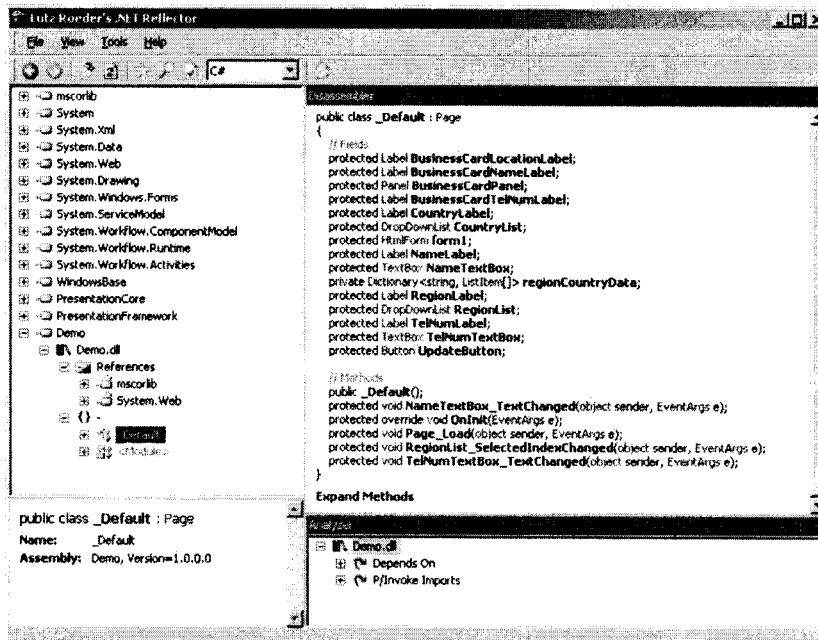 Lutz Roeder's .NET Reflector
File View Tools Help
C#
mscorlib
System
System.Xml
System.Data
System.Web
System.Drawing
System.Windows.Forms
System.ServiceModel
System.Workflow.ComponentModel
System.Workflow.Runtime
System.Workflow.Activities
WindowsBase
PresentationCore
PresentationFramework
Demo
Demo.dll
References
mscorlib
System.Web
{ } -
_Default
<Module>
public class _Default : Page
Name: _Default
Assembly: Demo, Version=1.0.0.0
Disassembler
public class _Default : Page
{
// Fields
protected Label BusinessCardLocationLabel;
protected Label BusinessCardNameLabel;
protected Panel BusinessCardPanel;
protected Label BusinessCardTelNumLabel;
protected Label CountryLabel;
protected DropDownList CountryList;
protected HtmlForm form1;
protected Label NameLabel;
protected TextBox NameTextBox;
private Dictionary<string, ListItem[]> regionCountryData;
protected Label RegionLabel;
protected DropDownList RegionList;
protected Label TelNumLabel;
protected TextBox TelNumTextBox;
protected Button UpdateButton;
// Methods
public _Default();
protected void NameTextBox_TextChanged(object sender, EventArgs e);
protected override void OnInit(EventArgs e);
protected void Page_Load(object sender, EventArgs e);
protected void RegionList_SelectedIndexChanged(object sender, EventArgs e);
protected void TelNumTextBox_TextChanged(object sender, EventArgs e);
}
Expand Methods
Analyzer
Demo.dll
Depends On
P/Invoke Imports